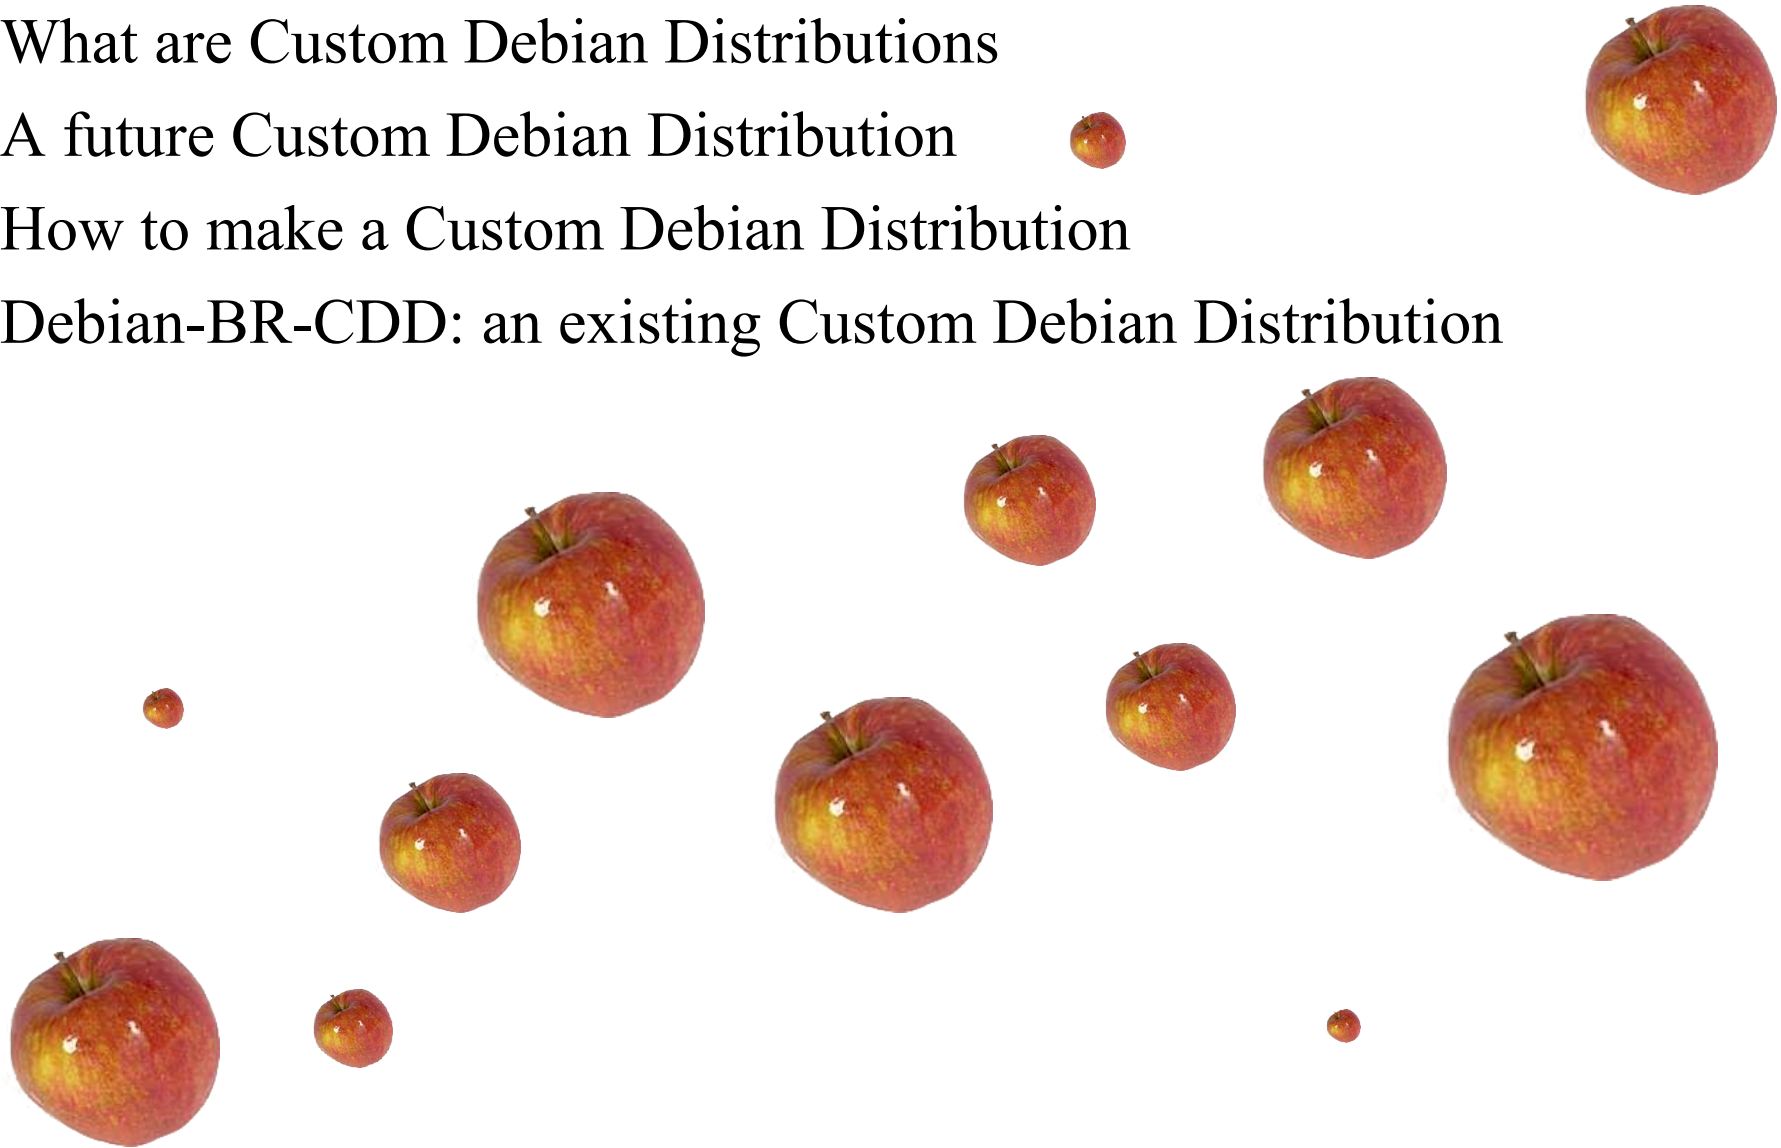 What are Custom Debian Distributions
A future Custom Debian Distribution
How to make a Custom Debian Distribution
Debian-BR-CDD: an existing Custom Debian Distribution